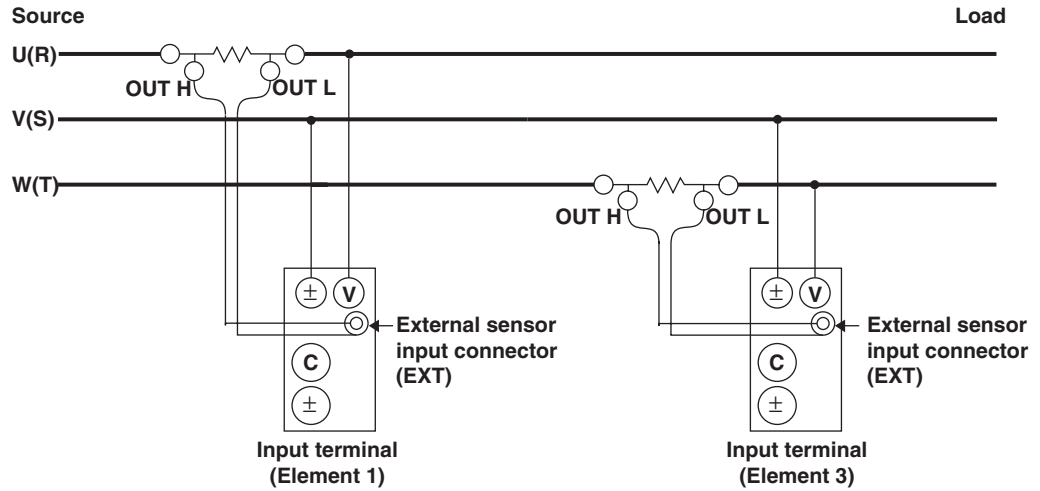 Source
Load
U(R)
OUT H
OUT L
V(S)
W(T)
OUT H
OUT L
± V
± V
External sensor
input connector
(EXT)
External sensor
input connector
(EXT)
C
C
±
±
Input terminal
(Element 1)
Input terminal
(Element 3)